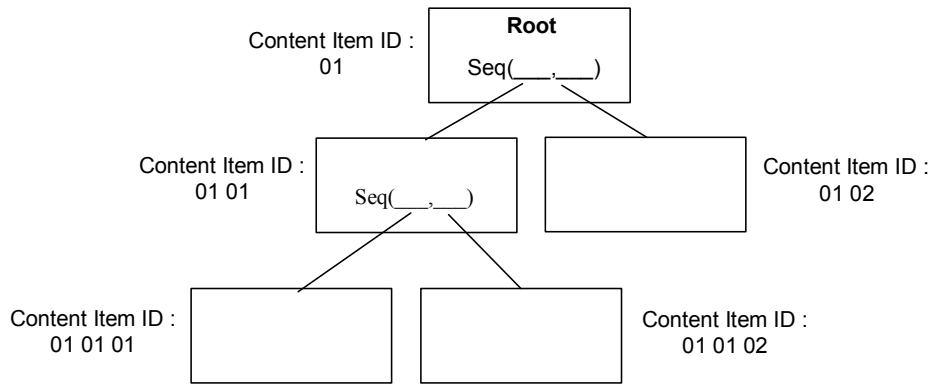 Content Item ID :
01
Root
Seq(___,___)
Content Item ID :
01 01
Seq(___,___)
Content Item ID :
01 02
Content Item ID :
01 01 01
Content Item ID :
01 01 02